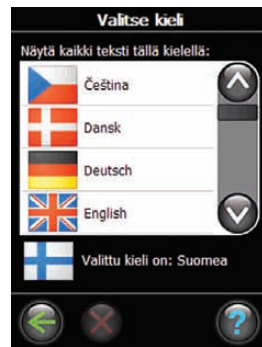 Valitse kieli
Näytä kaikki teksti tällä kielellä:
Čeština
Dansk
Deutsch
English
Valittu kieli on: Suomea
?